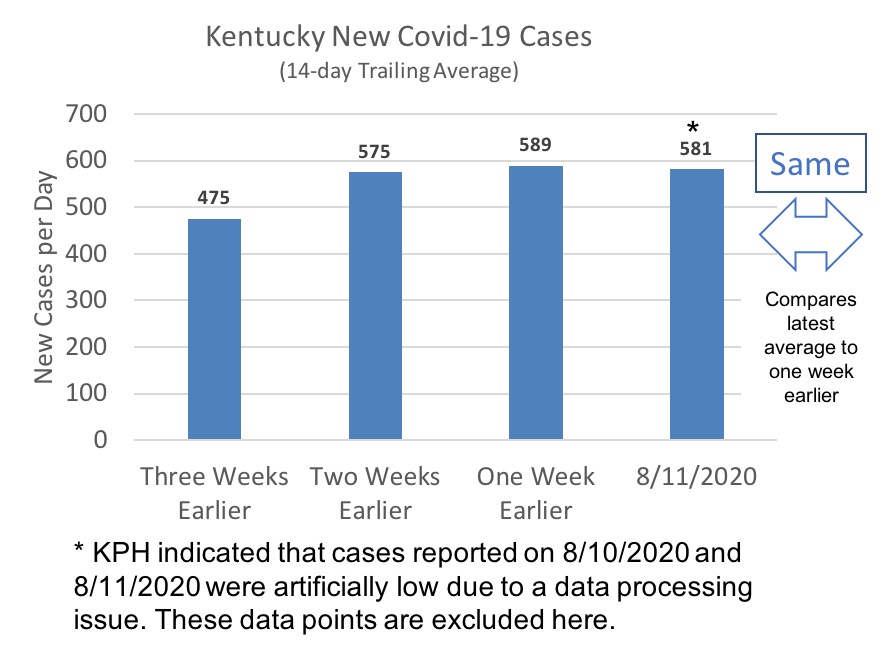 Kentucky New Covid-19 Cases
(14-day Trailing Average)
New Cases per Day
700
600
500
400
300
200
100
0
475
575
589
*
581
Three Weeks
Earlier
Two Weeks
Earlier
One Week
Earlier
8/11/2020
Same
Compares
latest
average to
one week
earlier
* KPH indicated that cases reported on 8/10/2020 and
8/11/2020 were artificially low due to a data processing
issue. These data points are excluded here.